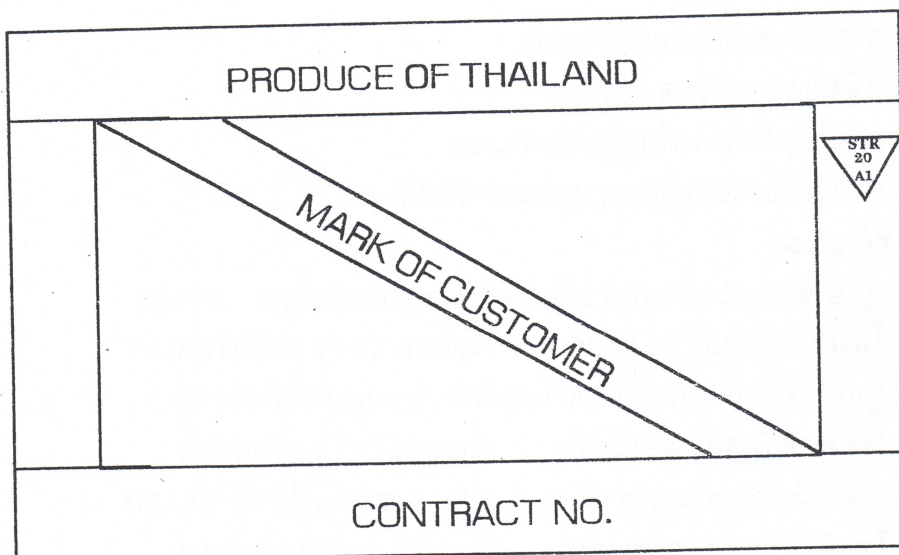 PRODUCE OF THAILAND
STR
20
A1
MARK OF CUSTOMER
CONTRACT NO.